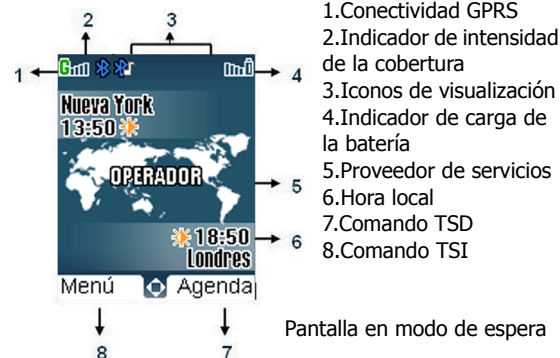 2
3
1
G
4
Nueva York
13:50
OPERADOR
5
18:50
6
Londres
Menú
Agenda
8
7
1.Conectividad GPRS
2.Indicador de intensidad
de la cobertura
3.Iconos de visualización
4.Indicador de carga de
la batería
5.Proveedor de servicios
6.Hora local
7.Comando TSD
8.Comando TSI
Pantalla en modo de espera